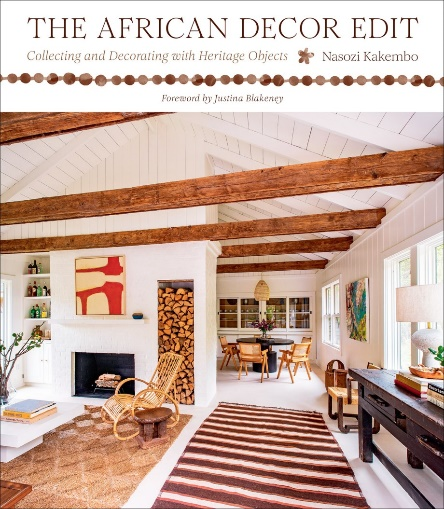 THE AFRICAN DECOR EDIT
Collecting and Decorating with Heritage Objects Nasozi Kakembo
Foreword by Justina Blakeney